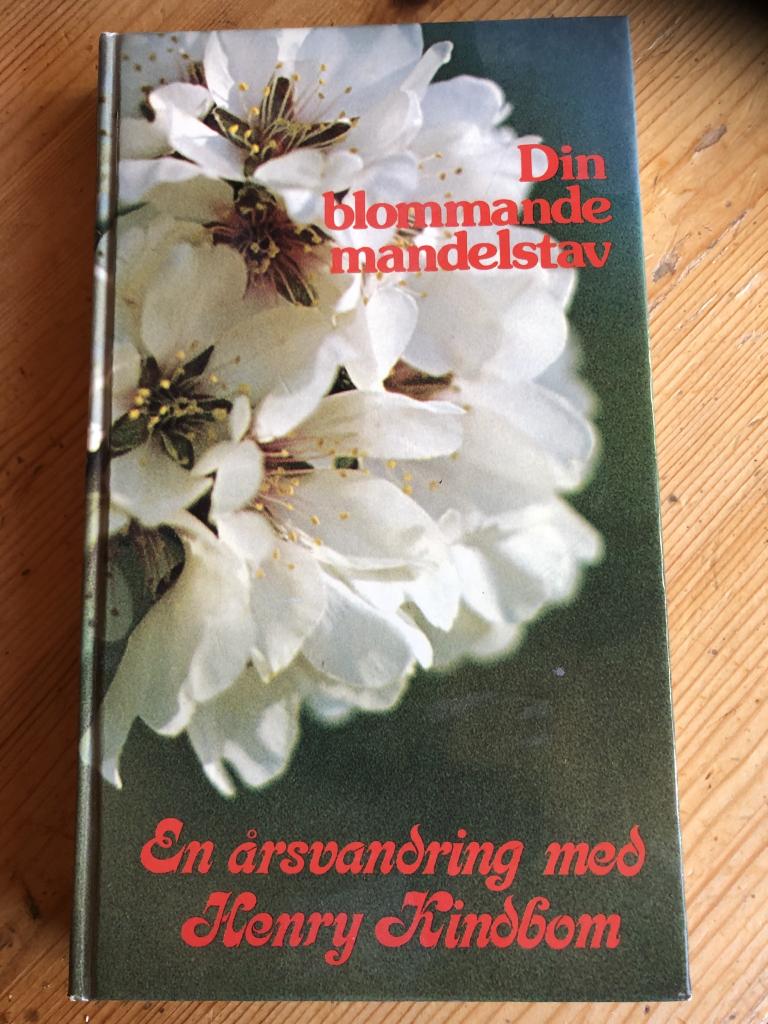 Din
blommande
mandelstav
En årsvandring med
Henry Kindbom